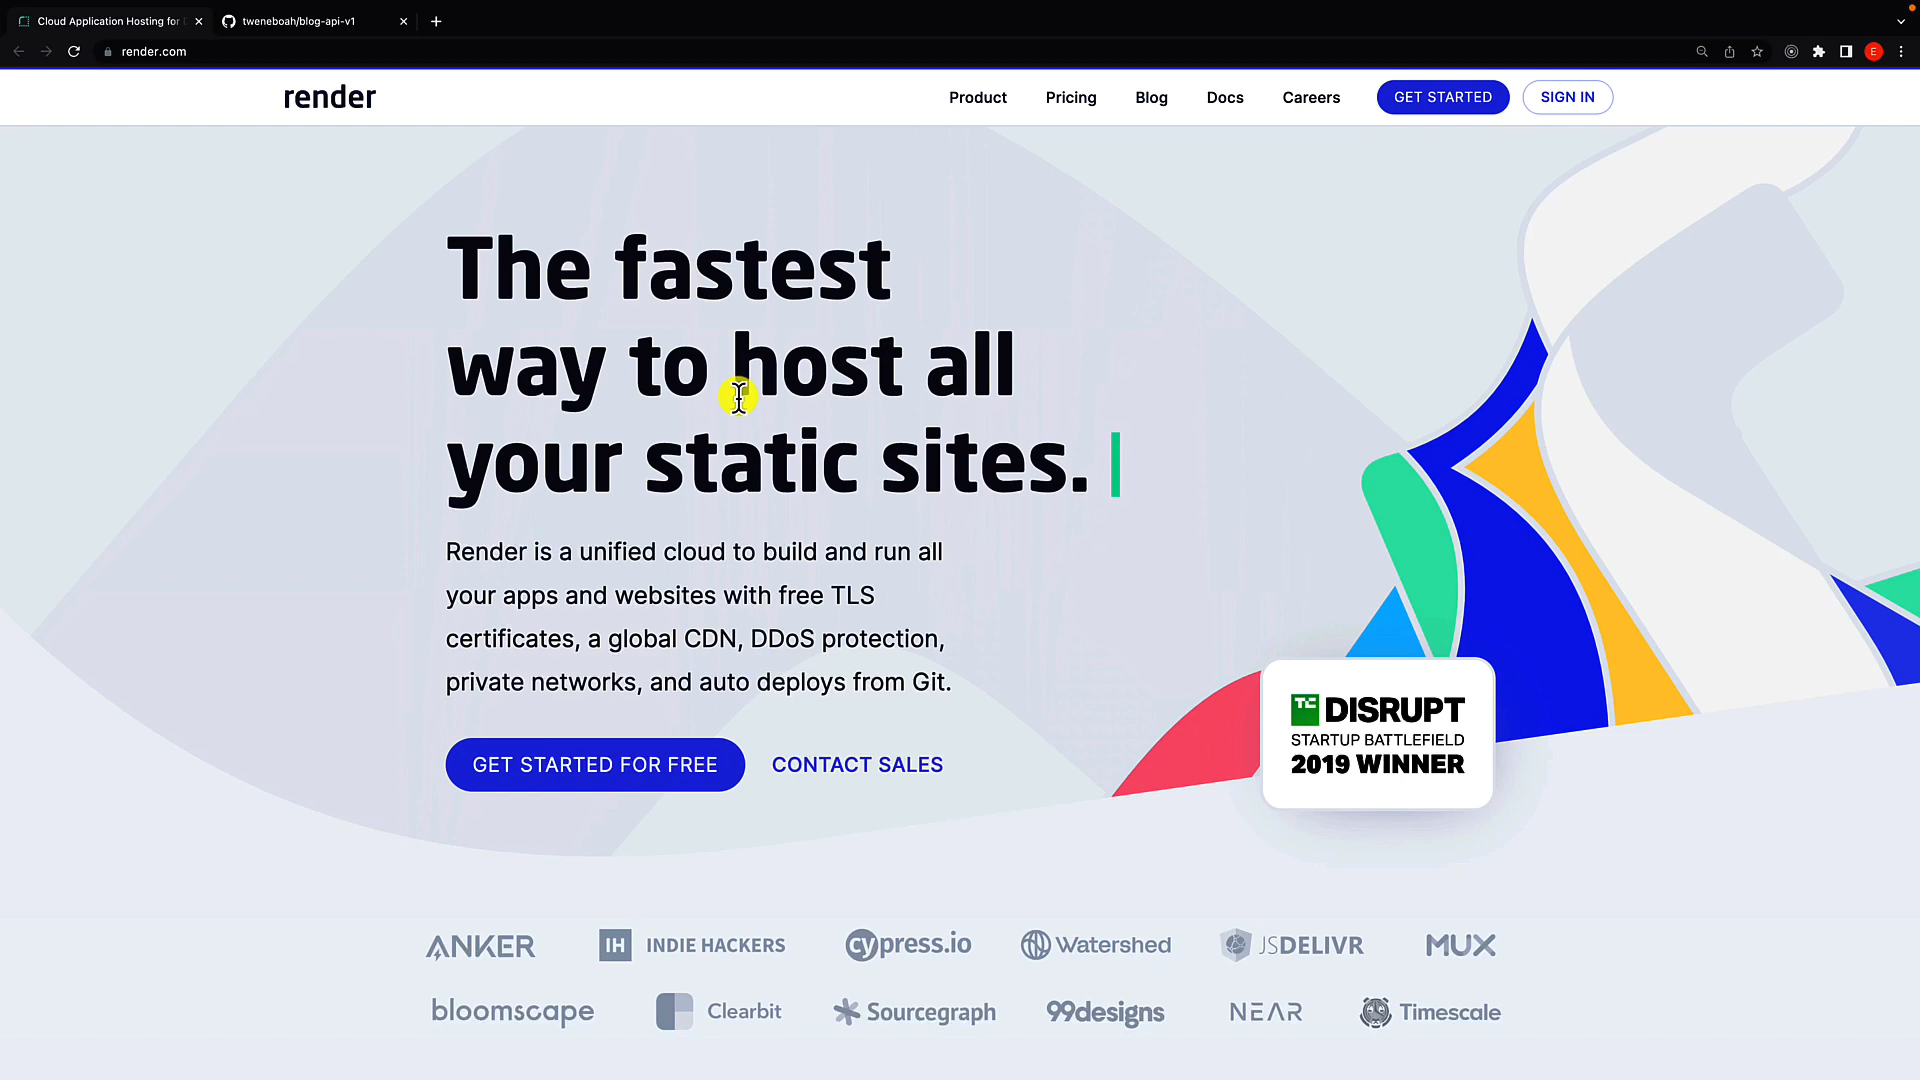 Cloud Application Hosting for
tweneboah/blog-api-v1
render.com
E
render
Product
Pricing
Blog
Docs
Careers
GET STARTED
SIGN IN
The fastest
way to host all
your static sites.
Render is a unified cloud to build and run all
your apps and websites with free TLS
certificates, a global CDN, DDoS protection,
private networks, and auto deploys from Git.
GET STARTED FOR FREE
CONTACT SALES
TC DISRUPT
STARTUP BATTLEFIELD
2019 WINNER
ANKER
IH INDIE HACKERS
cypress.io
Watershed
JSDELIVR
MUX
bloomscape
Clearbit
Sourcegraph
99designs
NEAR
Timescale